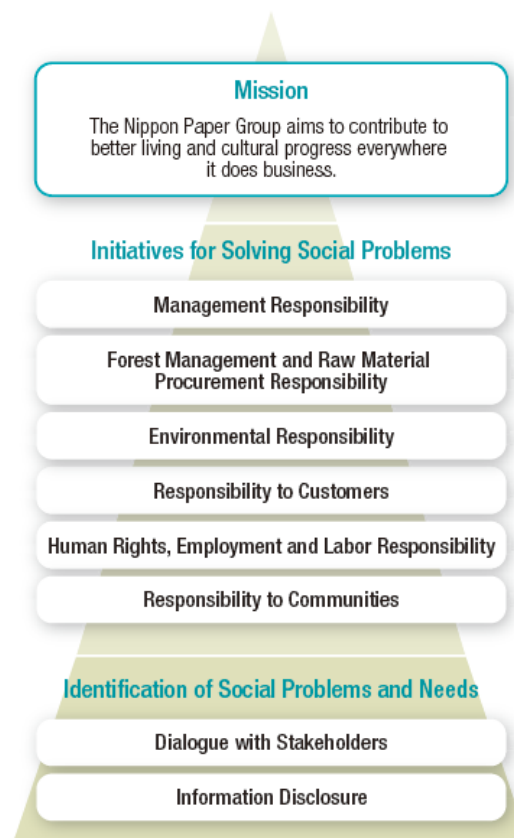 Mission
The Nippon Paper Group aims to contribute to
better living and cultural progress everywhere
it does business.
Initiatives for Solving Social Problems
Management Responsibility
Forest Management and Raw Material
Procurement Responsibility
Environmental Responsibility
Responsibility to Customers
Human Rights, Employment and Labor Responsibility
Responsibility to Communities
Identification of Social Problems and Needs
Dialogue with Stakeholders
Information Disclosure